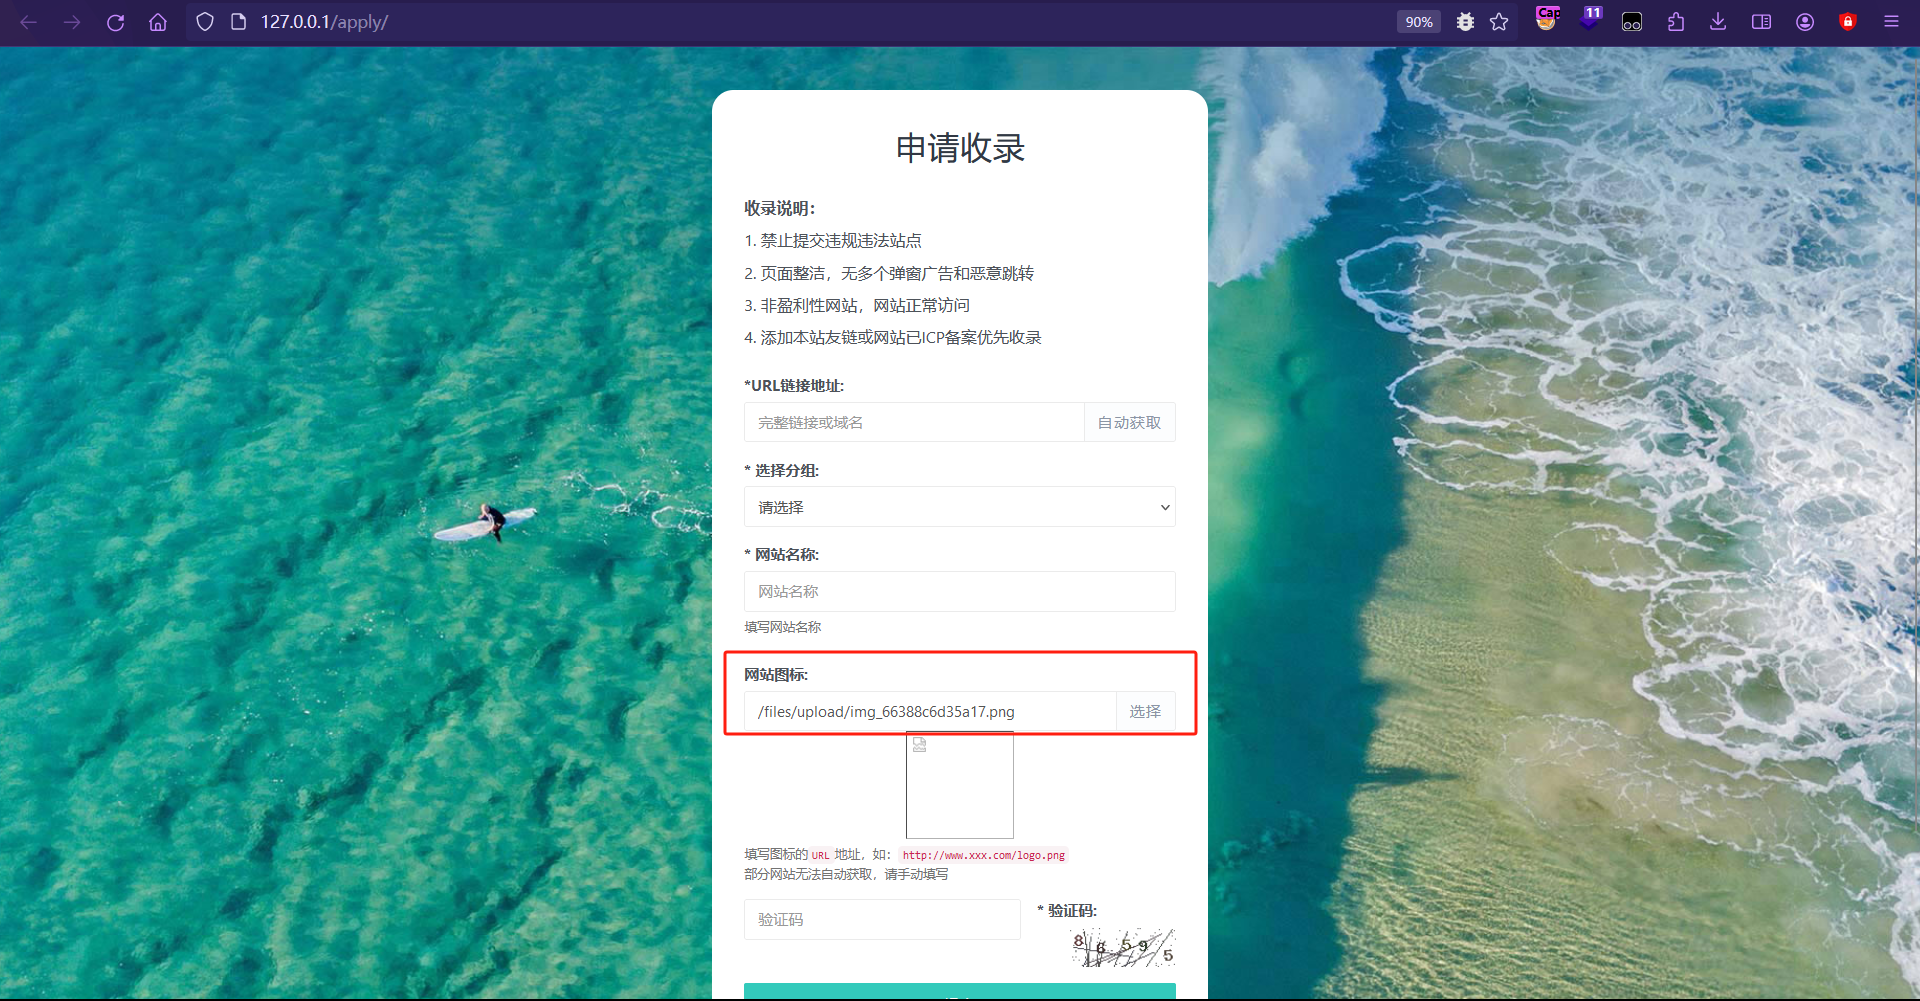 127.0.0.1/apply/
90%
Cap
11
申请收录
收录说明：
1. 禁止提交违规违法站点
2. 页面整洁，无多个弹窗广告和恶意跳转
3. 非盈利性网站，网站正常访问
4. 添加本站友链或网站已ICP备案优先收录
*URL链接地址:
完整链接或域名
自动获取
* 选择分组:
请选择
* 网站名称:
网站名称
填写网站名称
网站图标:
/files/upload/img_66388c6d35a17.png
选择
填写图标的 URL 地址，如： http://www.xxx.com/logo.png
部分网站无法自动获取，请手动填写
* 验证码:
验证码
8 6 5 9 5